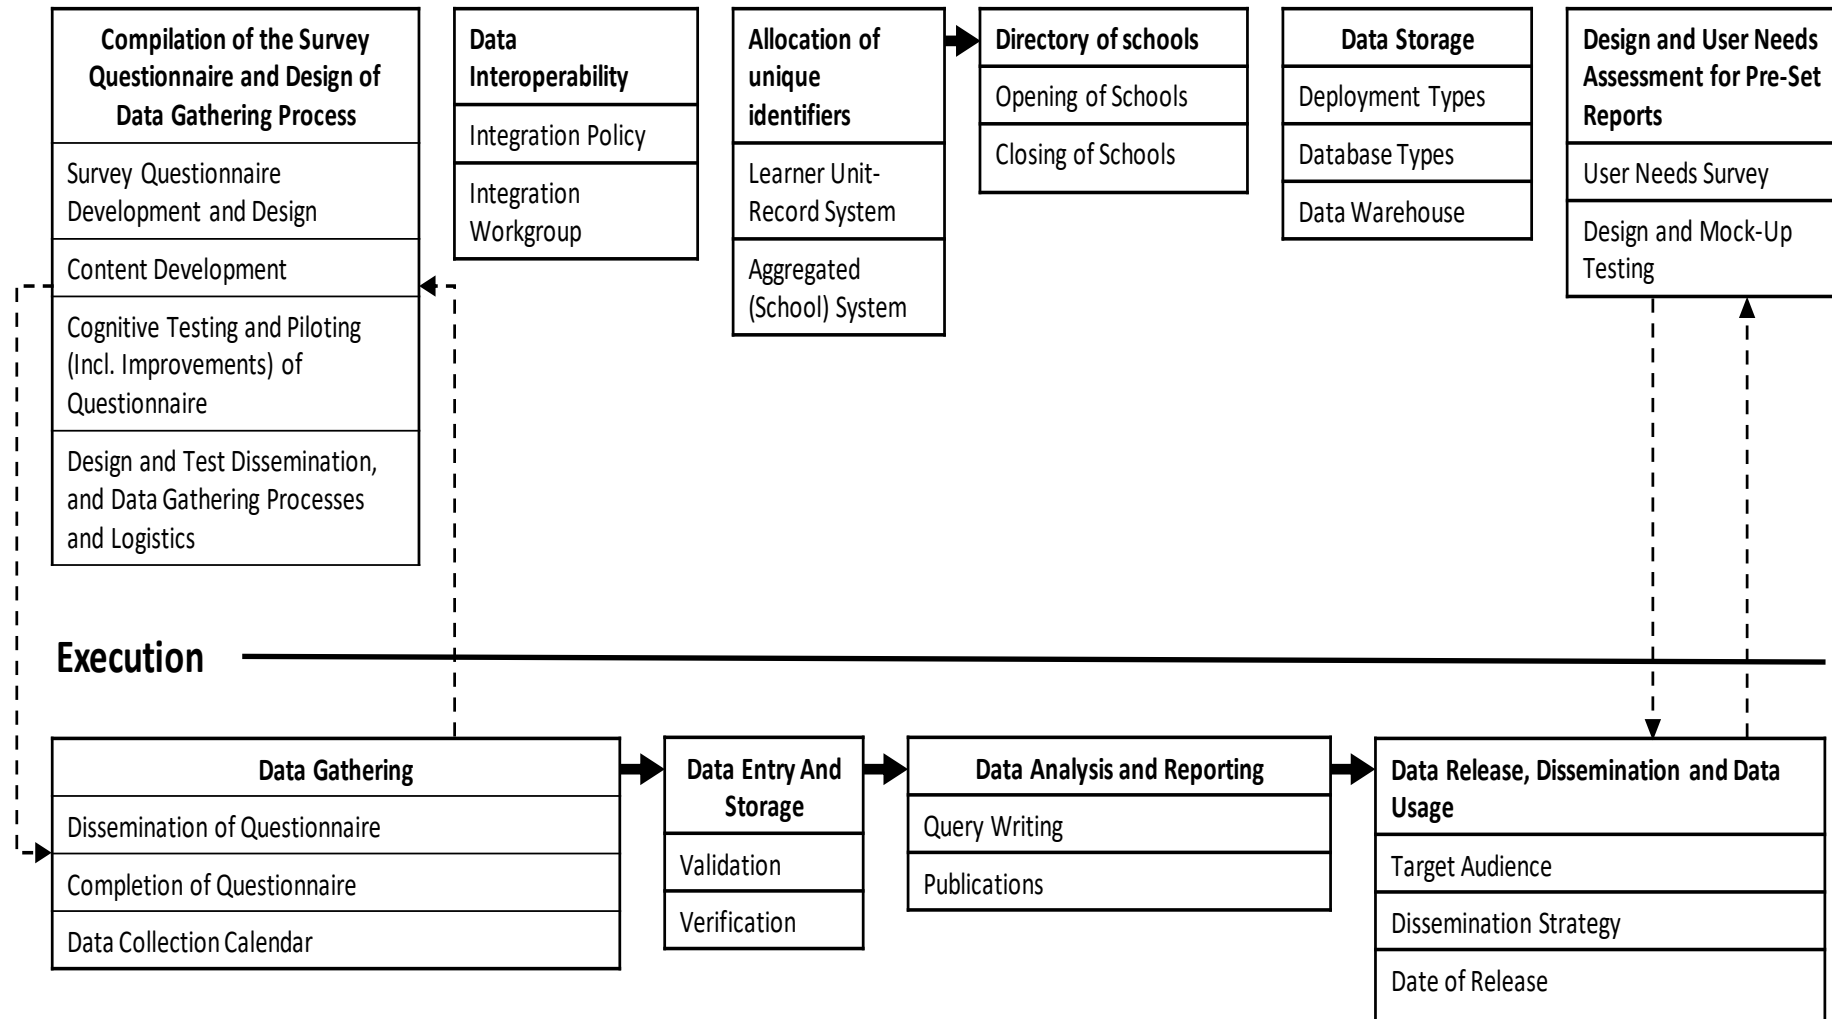 Compilation of the Survey
Questionnaire and Design of
Data Gathering Process
Survey Questionnaire
Development and Design
Content Development
Cognitive Testing and Piloting
(Incl. Improvements) of
Questionnaire
Design and Test Dissemination,
and Data Gathering Processes
and Logistics
Data
Interoperability
Integration Policy
Integration
Workgroup
Allocation of
unique
identifiers
Learner Unit-
Record System
Aggregated
(School) System
Directory of schools
Opening of Schools
Closing of Schools
Data Storage
Deployment Types
Database Types
Data Warehouse
Design and User Needs
Assessment for Pre-Set
Reports
User Needs Survey
Design and Mock-Up
Testing
Execution
Data Gathering
Dissemination of Questionnaire
Completion of Questionnaire
Data Collection Calendar
Data Entry And
Storage
Validation
Verification
Data Analysis and Reporting
Query Writing
Publications
Data Release, Dissemination and Data
Usage
Target Audience
Dissemination Strategy
Date of Release